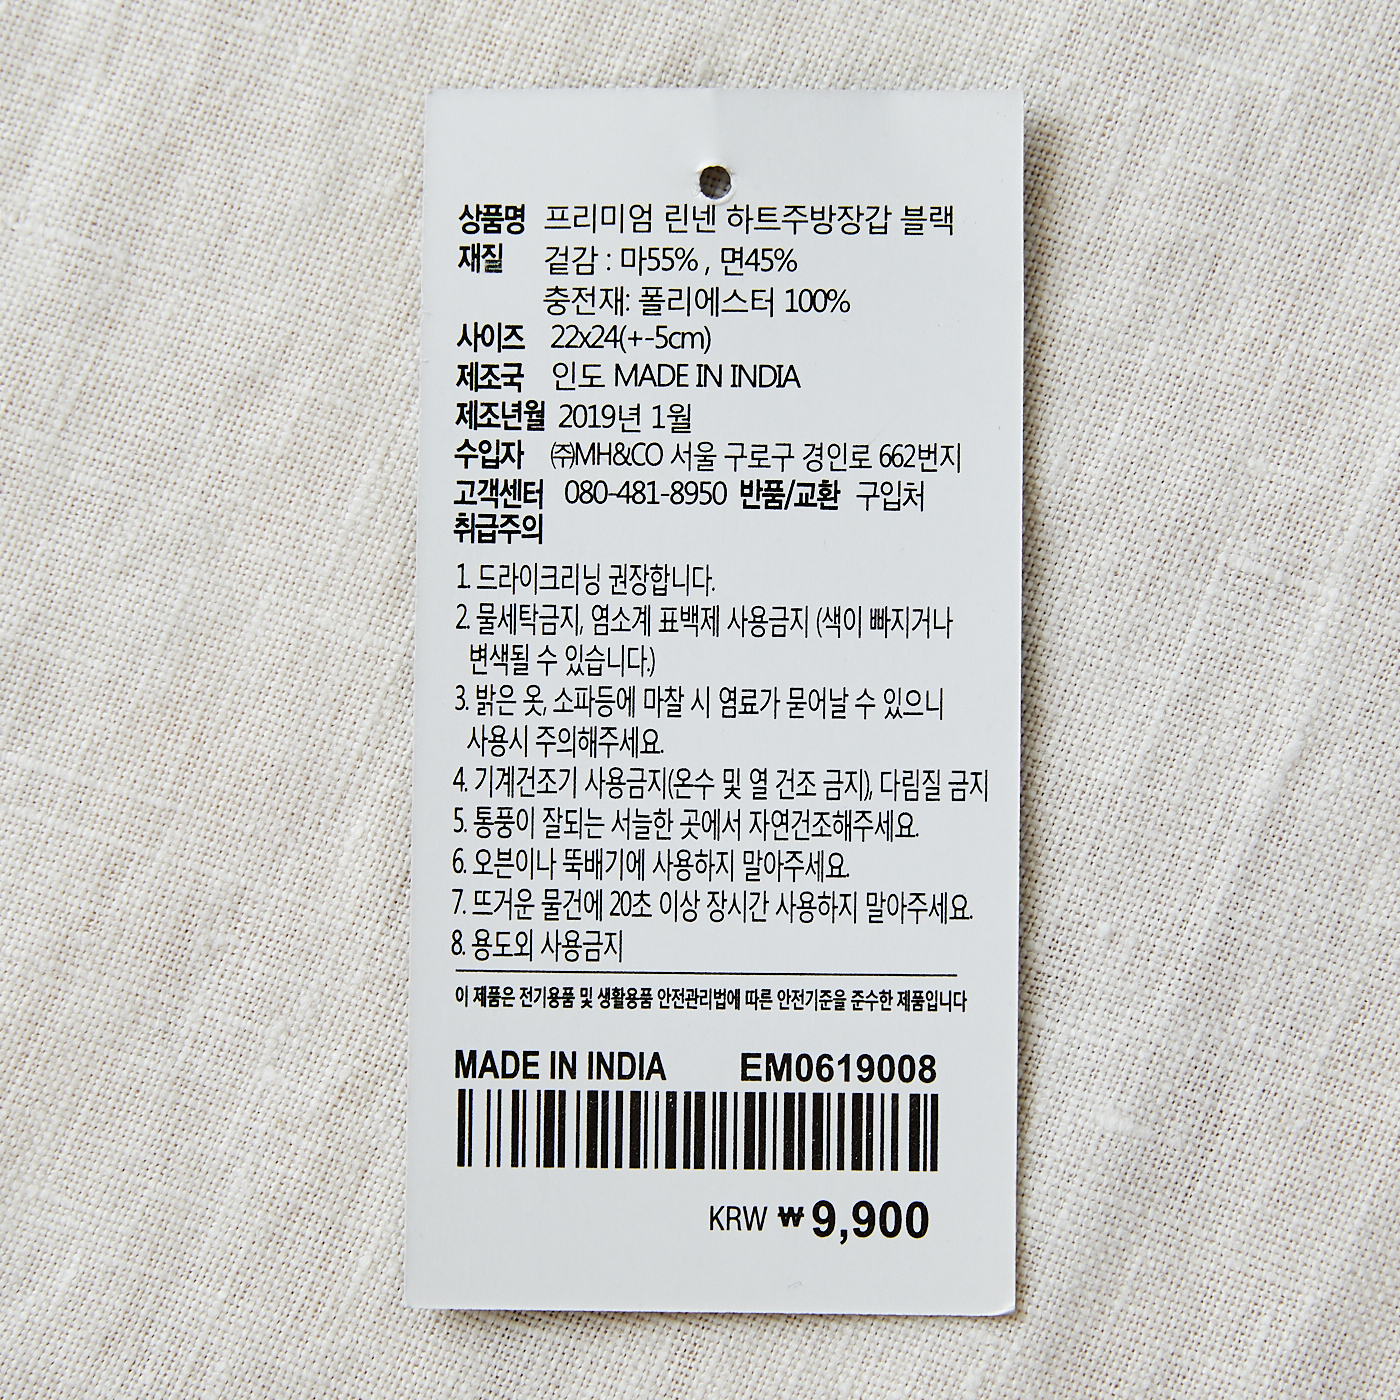 상품명 프리미엄 린넨 하트주방장갑 블랙
재질 겉감 : 마55% , 면45%
충전재: 폴리에스터 100%
사이즈 22x24(+-5cm)
제조국 인도 MADE IN INDIA
제조년월 2019년 1월
수입자 ㈜MH&CO 서울 구로구 경인로 662번지
고객센터 080-481-8950 반품/교환 구입처
취급주의
1. 드라이크리닝 권장합니다.
2. 물세탁금지, 염소계 표백제 사용금지 (색이 빠지거나
변색될 수 있습니다.)
3. 밝은 옷, 소파등에 마찰 시 염료가 묻어날 수 있으니
사용시 주의해주세요.
4. 기계건조기 사용금지(온수 및 열 건조 금지), 다림질 금지
5. 통풍이 잘되는 서늘한 곳에서 자연건조해주세요.
6. 오븐이나 뚝배기에 사용하지 말아주세요.
7. 뜨거운 물건에 20초 이상 장시간 사용하지 말아주세요.
8. 용도외 사용금지
이 제품은 전기용품 및 생활용품 안전관리법에 따른 안전기준을 준수한 제품입니다
MADE IN INDIA EM0619008
KRW ₩9,900